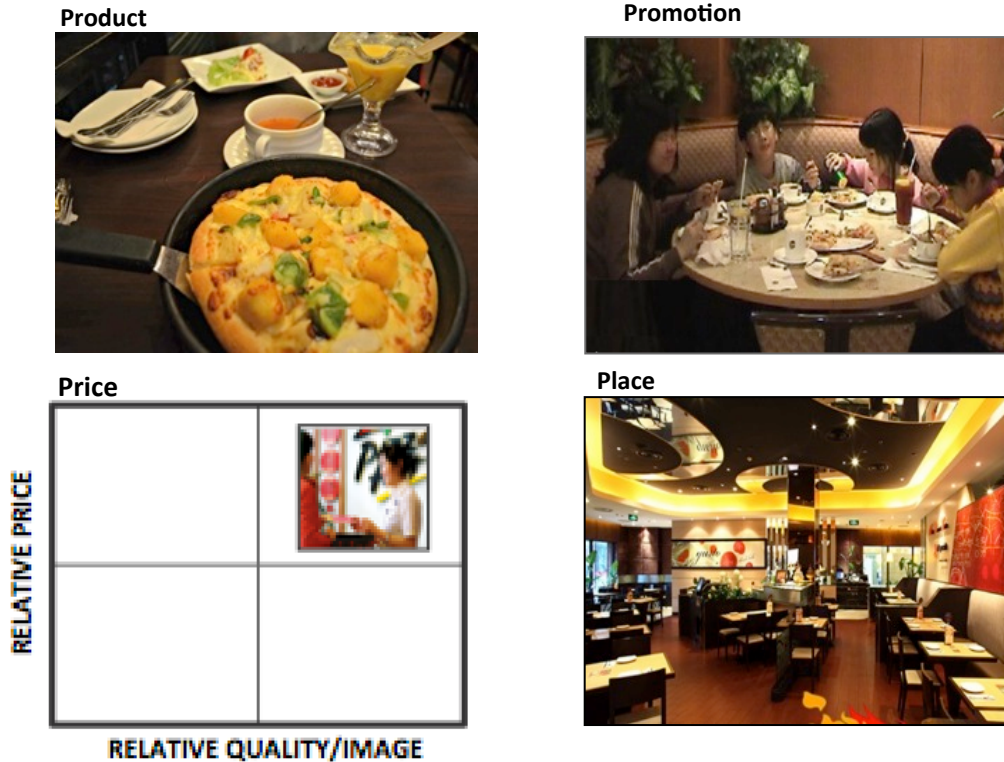 Product
Promotion
Price
Place
RELATIVE PRICE
RELATIVE QUALITY/IMAGE